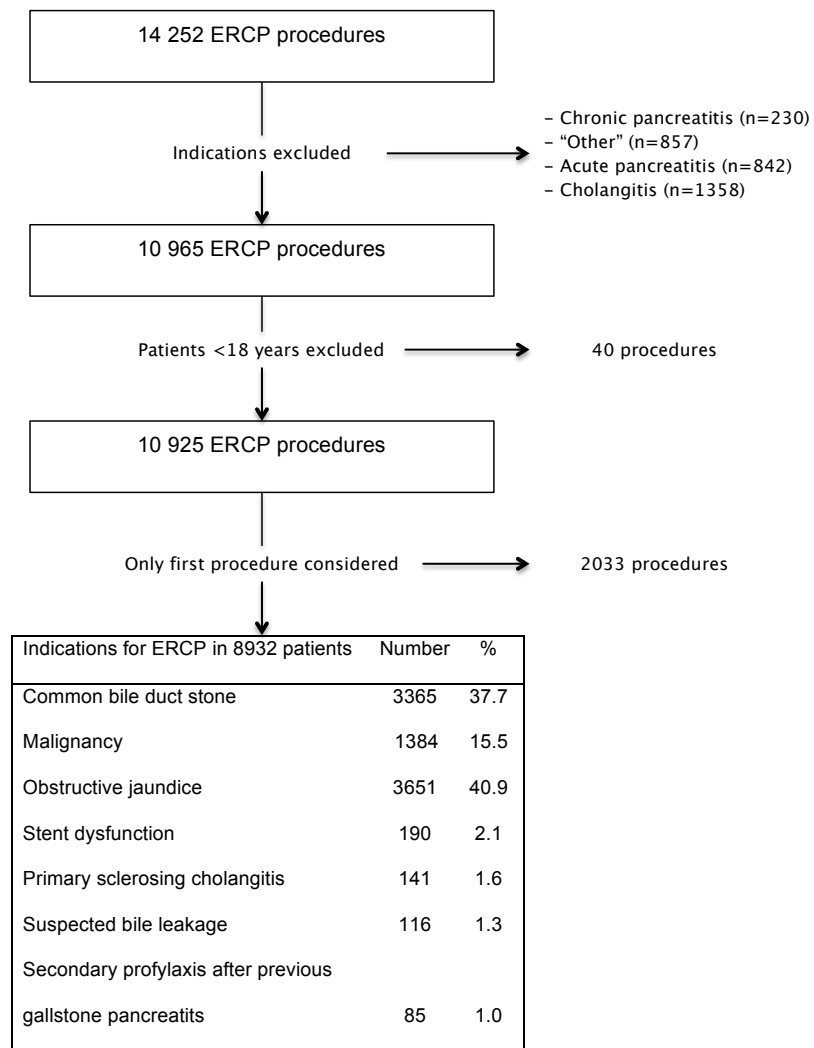 14 252 ERCP procedures
Indications excluded
– Chronic pancreatitis (n=230)
– “Other” (n=857)
– Acute pancreatitis (n=842)
– Cholangitis (n=1358)
10 965 ERCP procedures
Patients <18 years excluded
40 procedures
10 925 ERCP procedures
Only first procedure considered
2033 procedures
Indications for ERCP in 8932 patients Number %
Common bile duct stone 3365 37.7
Malignancy 1384 15.5
Obstructive jaundice 3651 40.9
Stent dysfunction 190 2.1
Primary sclerosing cholangitis 141 1.6
Suspected bile leakage 116 1.3
Secondary profylaxis after previous
gallstone pancreatits 85 1.0